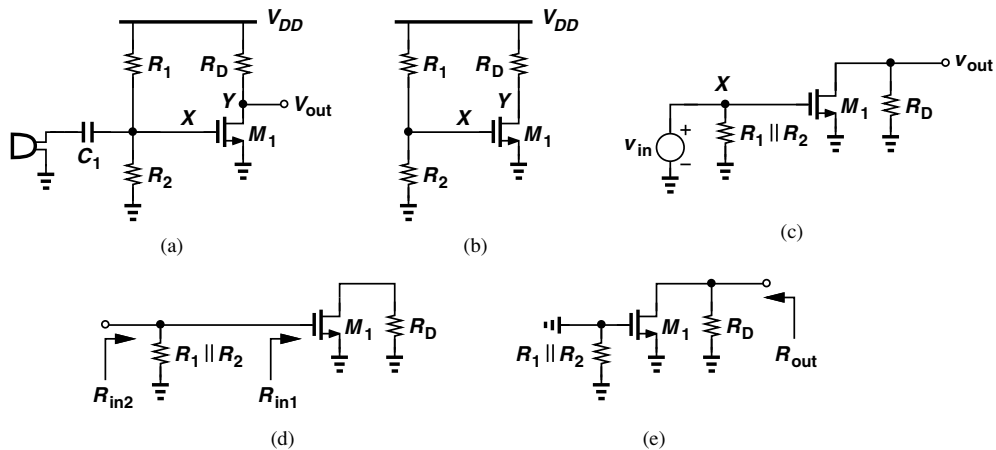 V_DD
R_1
R_D
Y
V_out
X
M_1
C_1
R_2
(a)
V_DD
R_1
R_D
Y
X
M_1
R_2
(b)
v_out
X
M_1
R_D
v_in
+
−
R_1 || R_2
(c)
M_1
R_D
R_1 || R_2
R_in2
R_in1
(d)
M_1
R_D
R_1 || R_2
R_out
(e)